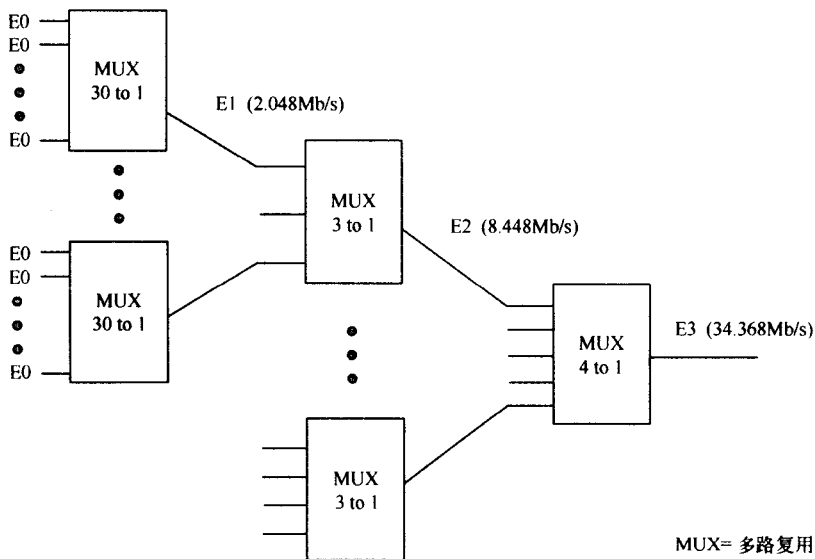 E0
E0
E0
MUX
30 to 1
E1 (2.048Mb/s)
MUX
3 to 1
E0
E0
E0
MUX
30 to 1
E2 (8.448Mb/s)
MUX
4 to 1
E3 (34.368Mb/s)
MUX
3 to 1
MUX= 多路复用